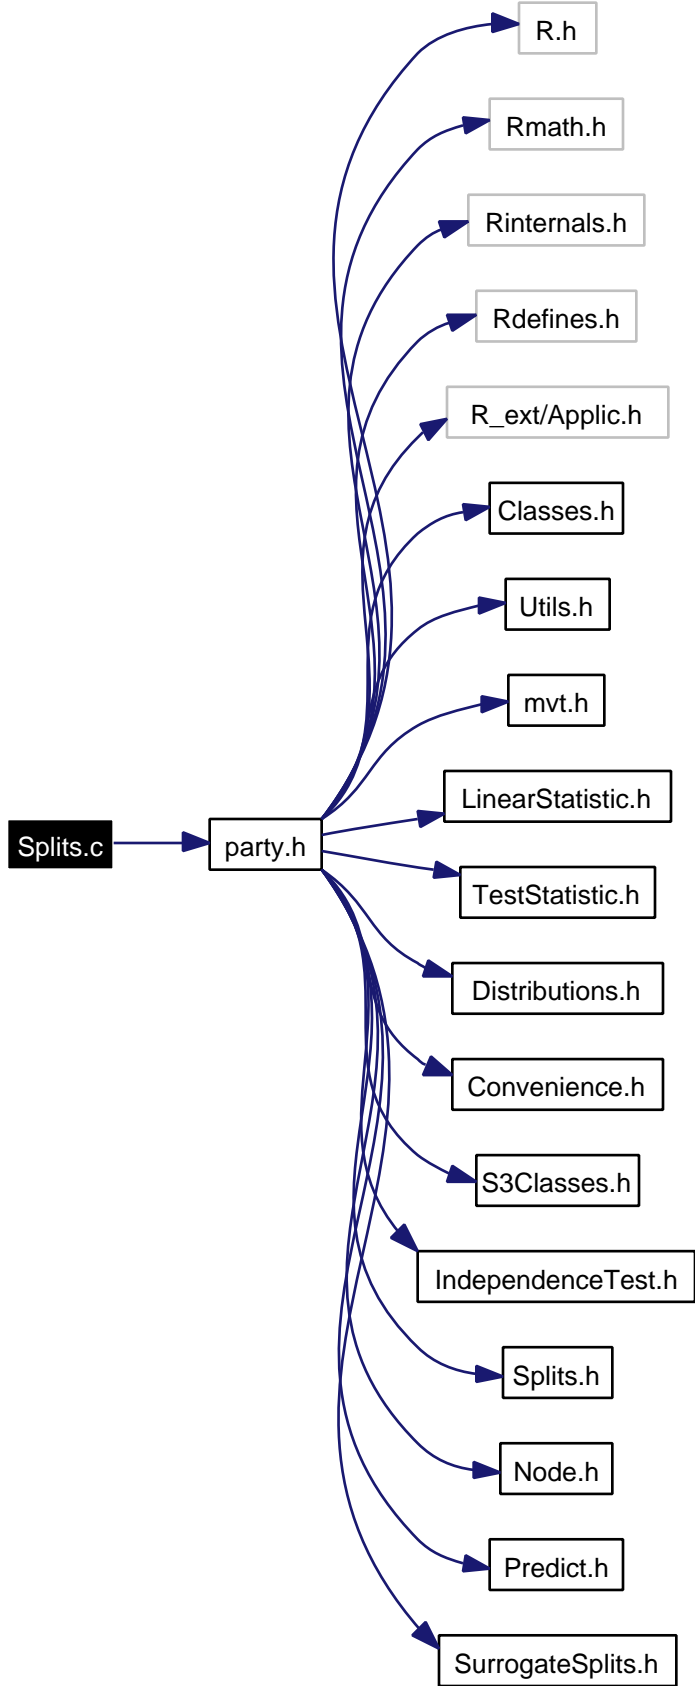 R.h
Rmath.h
Rinternals.h
Rdefines.h
R_ext/Applic.h
Classes.h
Utils.h
mvt.h
LinearStatistic.h
Splits.c
party.h
TestStatistic.h
Distributions.h
Convenience.h
S3Classes.h
IndependenceTest.h
Splits.h
Node.h
Predict.h
SurrogateSplits.h